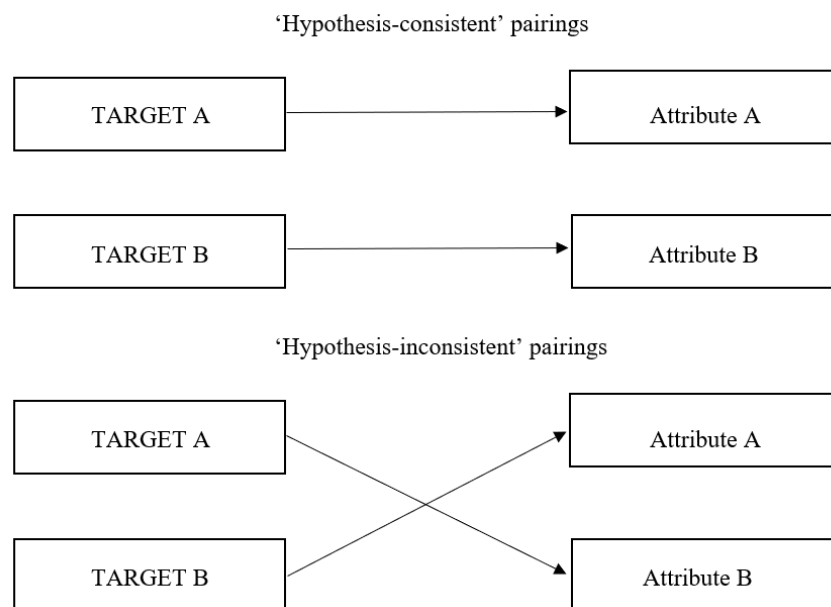 ‘Hypothesis-consistent’ pairings
TARGET A
Attribute A
TARGET B
Attribute B
‘Hypothesis-inconsistent’ pairings
TARGET A
Attribute A
TARGET B
Attribute B